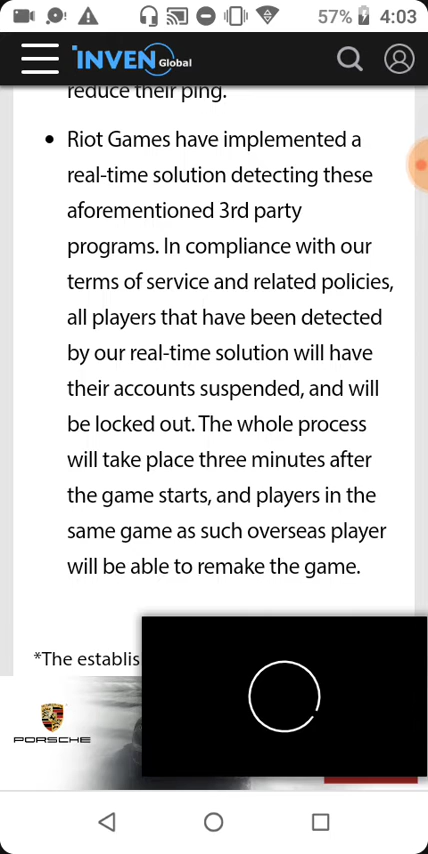 57% 4:03
INVEN Global
reduce their ping.
• Riot Games have implemented a
real-time solution detecting these
aforementioned 3rd party
programs. In compliance with our
terms of service and related policies,
all players that have been detected
by our real-time solution will have
their accounts suspended, and will
be locked out. The whole process
will take place three minutes after
the game starts, and players in the
same game as such overseas player
will be able to remake the game.
*The establis
PORSCHE